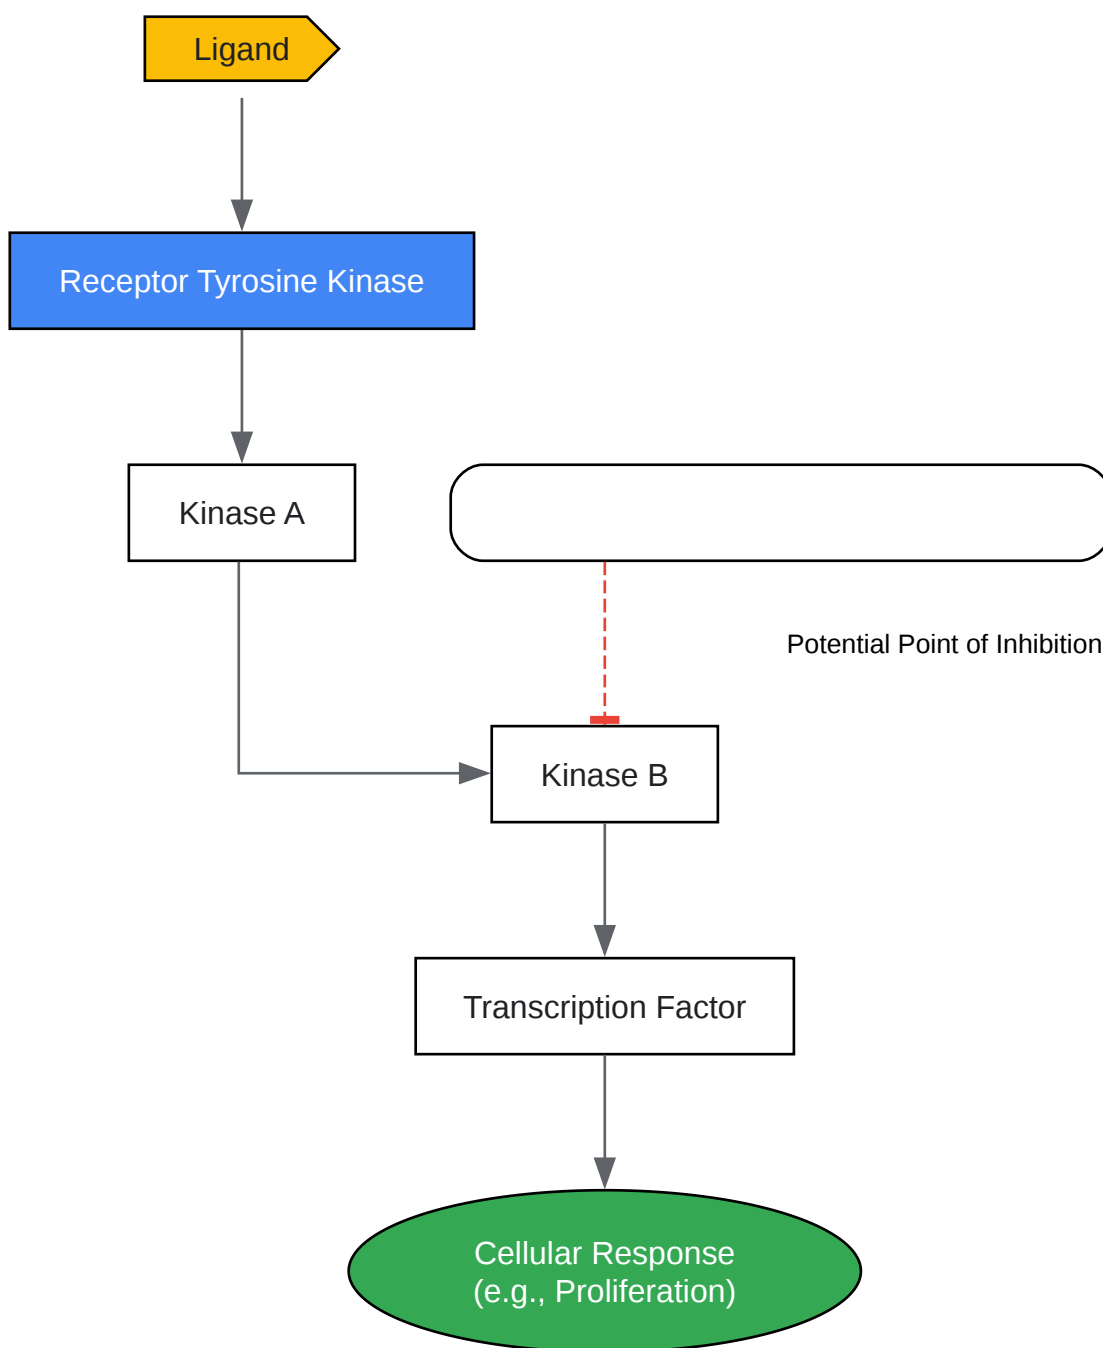 Ligand
Receptor Tyrosine Kinase
Kinase A
Potential Point of Inhibition
Kinase B
Transcription Factor
Cellular Response
(e.g., Proliferation)